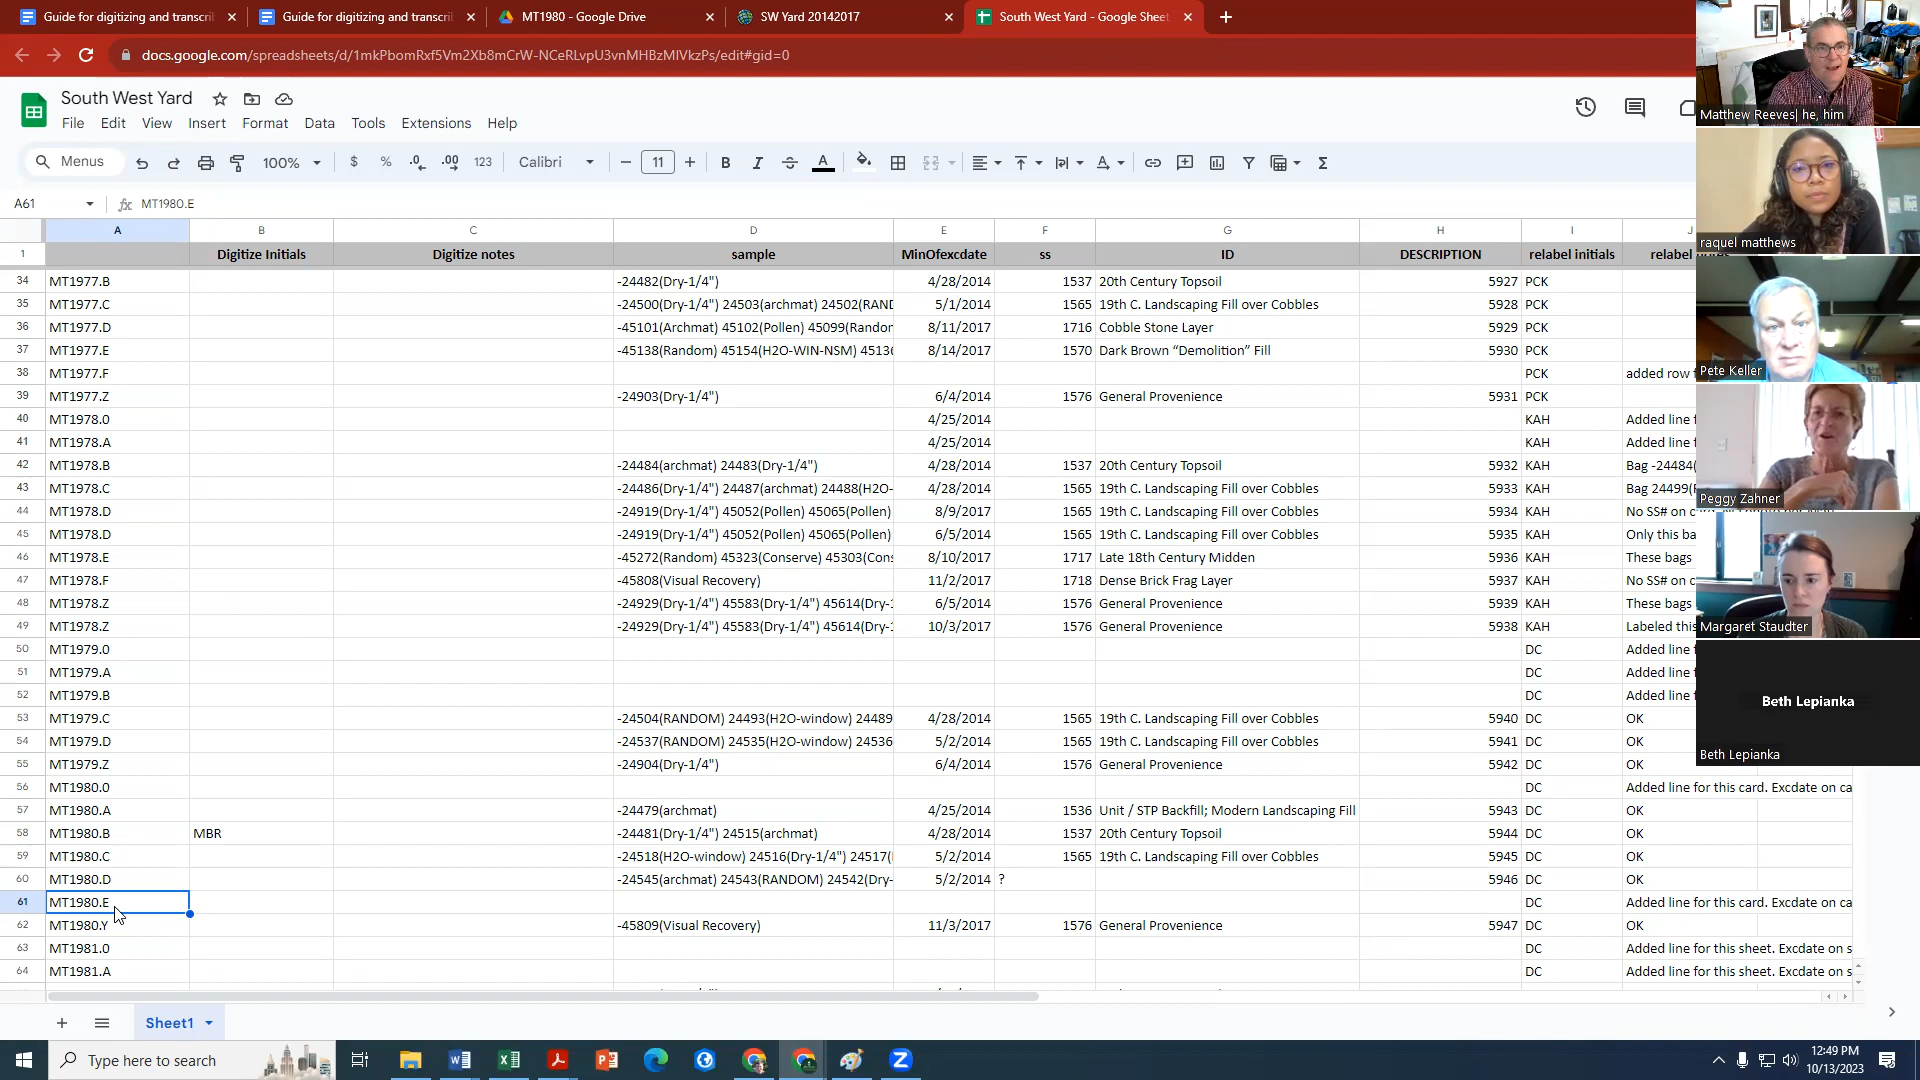 Guide for digitizing and transcri
Guide for digitizing and transcri
MT1980 - Google Drive
SW Yard 20142017
South West Yard - Google Sheet
docs.google.com/spreadsheets/d/1mkPbomRxf5Vm2Xb8mCrW-NCeRLvpU3vnMHBzMIVkzPs/edit#gid=0
South West Yard
File Edit View Insert Format Data Tools Extensions Help
Menus 100% $ % .0 .00 123 Calibri 11 B I A
A61 fx MT1980.E
A B C D E F G H I J
1 Digitize Initials Digitize notes sample MinOfexcdate ss ID DESCRIPTION relabel initials relabel
34 MT1977.B -24482(Dry-1/4") 4/28/2014 1537 20th Century Topsoil 5927 PCK
35 MT1977.C -24500(Dry-1/4") 24503(archmat) 24502(RAND 5/1/2014 1565 19th C. Landscaping Fill over Cobbles 5928 PCK
36 MT1977.D -45101(Archmat) 45102(Pollen) 45099(Random 8/11/2017 1716 Cobble Stone Layer 5929 PCK
37 MT1977.E -45138(Random) 45154(H2O-WIN-NSM) 45136 8/14/2017 1570 Dark Brown “Demolition” Fill 5930 PCK
38 MT1977.F PCK added row
39 MT1977.Z -24903(Dry-1/4") 6/4/2014 1576 General Provenience 5931 PCK
40 MT1978.0 4/25/2014 KAH Added line
41 MT1978.A 4/25/2014 KAH Added line
42 MT1978.B -24484(archmat) 24483(Dry-1/4") 4/28/2014 1537 20th Century Topsoil 5932 KAH Bag -24484(
43 MT1978.C -24486(Dry-1/4") 24487(archmat) 24488(H2O- 4/28/2014 1565 19th C. Landscaping Fill over Cobbles 5933 KAH Bag 24499(
44 MT1978.D -24919(Dry-1/4") 45052(Pollen) 45065(Pollen) 8/9/2017 1565 19th C. Landscaping Fill over Cobbles 5934 KAH No SS# on
45 MT1978.D -24919(Dry-1/4") 45052(Pollen) 45065(Pollen) 6/5/2014 1565 19th C. Landscaping Fill over Cobbles 5935 KAH Only this ba
46 MT1978.E -45272(Random) 45323(Conserve) 45303(Cons 8/10/2017 1717 Late 18th Century Midden 5936 KAH These bags
47 MT1978.F -45808(Visual Recovery) 11/2/2017 1718 Dense Brick Frag Layer 5937 KAH No SS# on c
48 MT1978.Z -24929(Dry-1/4") 45583(Dry-1/4") 45614(Dry-1 6/5/2014 1576 General Provenience 5939 KAH These bags
49 MT1978.Z -24929(Dry-1/4") 45583(Dry-1/4") 45614(Dry-1 10/3/2017 1576 General Provenience 5938 KAH Labeled this
50 MT1979.0 DC Added line f
51 MT1979.A DC Added line f
52 MT1979.B DC Added line f
53 MT1979.C -24504(RANDOM) 24493(H2O-window) 24489 4/28/2014 1565 19th C. Landscaping Fill over Cobbles 5940 DC OK
54 MT1979.D -24537(RANDOM) 24535(H2O-window) 24536 5/2/2014 1565 19th C. Landscaping Fill over Cobbles 5941 DC OK
55 MT1979.Z -24904(Dry-1/4") 6/4/2014 1576 General Provenience 5942 DC OK
56 MT1980.0 DC Added line for this card. Excdate on ca
57 MT1980.A -24479(archmat) 4/25/2014 1536 Unit / STP Backfill; Modern Landscaping Fill 5943 DC OK
58 MT1980.B MBR -24481(Dry-1/4") 24515(archmat) 4/28/2014 1537 20th Century Topsoil 5944 DC OK
59 MT1980.C -24518(H2O-window) 24516(Dry-1/4") 24517( 5/2/2014 1565 19th C. Landscaping Fill over Cobbles 5945 DC OK
60 MT1980.D -24545(archmat) 24543(RANDOM) 24542(Dry- 5/2/2014 ? 5946 DC OK
61 MT1980.E DC Added line for this card. Excdate on ca
62 MT1980.Y -45809(Visual Recovery) 11/3/2017 1576 General Provenience 5947 DC OK
63 MT1981.0 DC Added line for this sheet. Excdate on s
64 MT1981.A DC Added line for this sheet. Excdate on s
Sheet1
Matthew Reeves| he, him
raquel matthews
Pete Keller
Peggy Zahner
Margaret Staudter
Beth Lepianka
Beth Lepianka
Type here to search
12:49 PM
10/13/2023